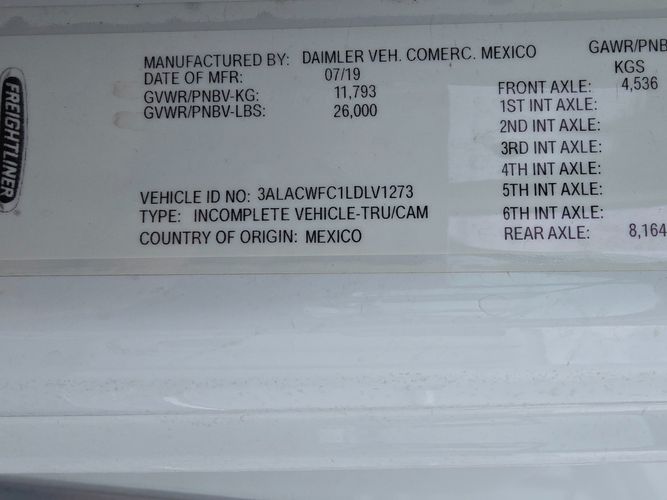 FREIGHTLINER
MANUFACTURED BY: DAIMLER VEH. COMERC. MEXICO
DATE OF MFR: 07/19
GVWR/PNBV-KG: 11,793
GVWR/PNBV-LBS: 26,000
VEHICLE ID NO: 3ALACWFC1LDLV1273
TYPE: INCOMPLETE VEHICLE-TRU/CAM
COUNTRY OF ORIGIN: MEXICO
GAWR/PNB
KGS
FRONT AXLE: 4,536
1ST INT AXLE:
2ND INT AXLE:
3RD INT AXLE:
4TH INT AXLE:
5TH INT AXLE:
6TH INT AXLE:
REAR AXLE: 8,164